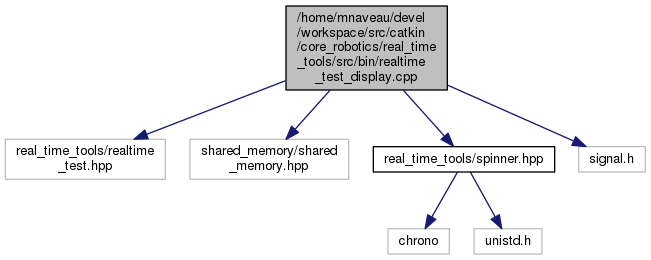 /home/mnaveau/devel
/workspace/src/catkin
/core_robotics/real_time
_tools/src/bin/realtime
_test_display.cpp
real_time_tools/realtime
_test.hpp
shared_memory/shared
_memory.hpp
real_time_tools/spinner.hpp
signal.h
chrono
unistd.h